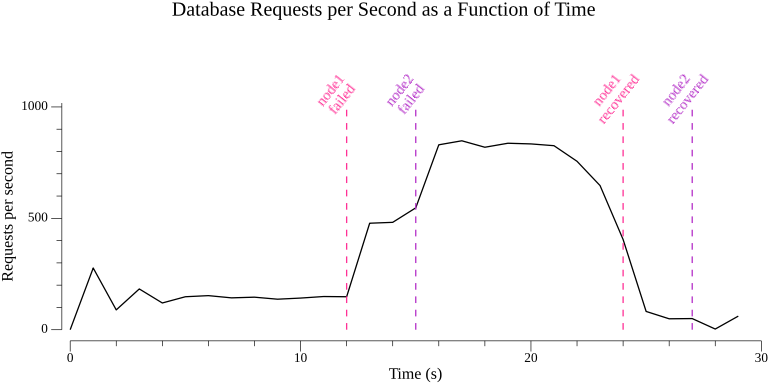 Database Requests per Second as a Function of Time
node1
failed
node2
failed
node1
recovered
node2
recovered
1000
500
0
Requests per second
0
10
20
30
Time (s)